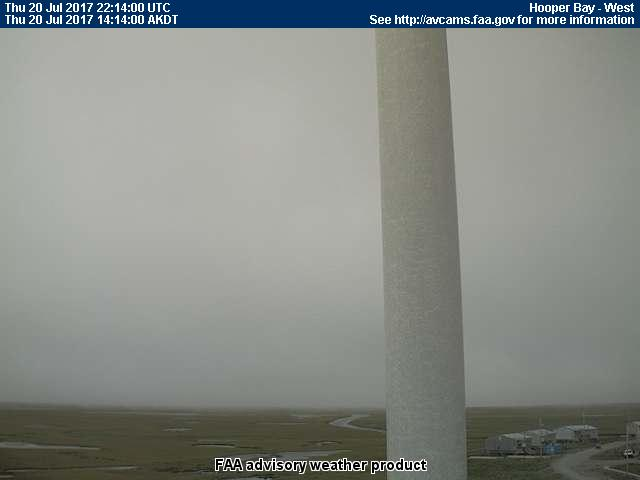 Thu 20 Jul 2017 22:14:00 UTC
Hooper Bay - West
Thu 20 Jul 2017 14:14:00 AKDT
See http://avcams.faa.gov for more information
FAA advisory weather product